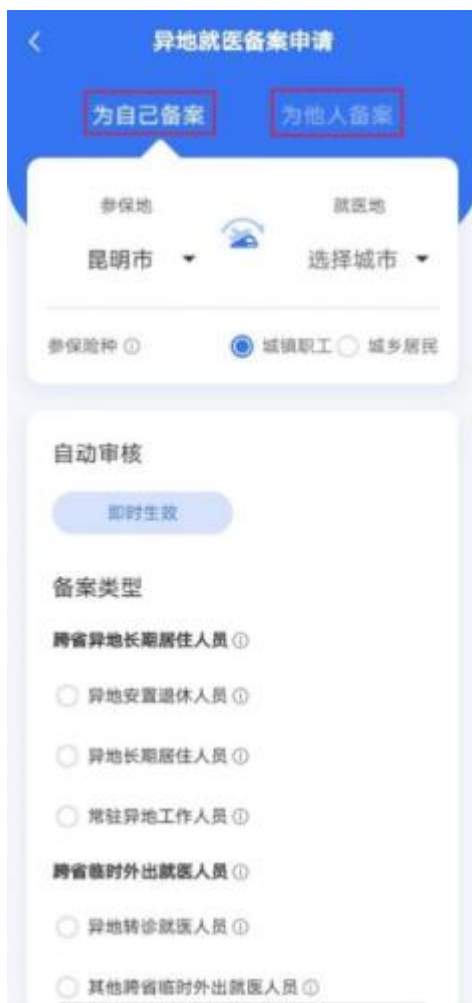 异地就医备案申请
为自己备案 为他人备案
参保地 就医地
昆明市 选择城市
参保险种 城镇职工 城乡居民
自动审核
即时生效
备案类型
跨省异地长期居住人员
异地安置退休人员
异地长期居住人员
常驻异地工作人员
跨省临时外出就医人员
异地转诊就医人员
其他跨省临时外出就医人员